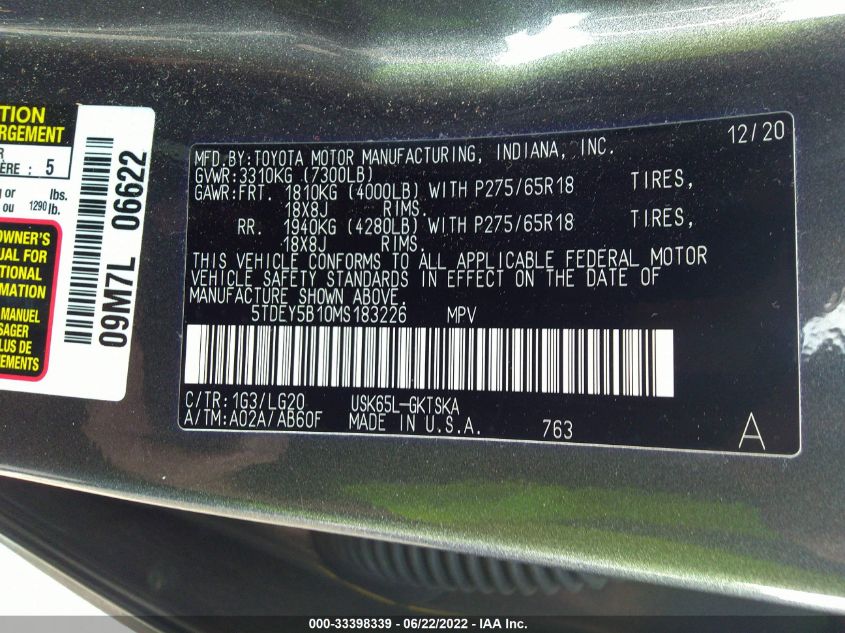 TION
RGEMENT
R
ÈRE : 5
g or lbs.
ou 1290 lb.
OWNER'S
UAL FOR
TIONAL
RMATION
MANUEL
SAGER
LUS DE
EMENTS
09M7L 06622
12/20
MFD.BY:TOYOTA MOTOR MANUFACTURING, INDIANA, INC.
GVWR:3310KG (7300LB)
GAWR:FRT. 1810KG (4000LB) WITH P275/65R18 TIRES,
18X8J RIMS.
RR. 1940KG (4280LB) WITH P275/65R18 TIRES,
18X8J RIMS.
THIS VEHICLE CONFORMS TO ALL APPLICABLE FEDERAL MOTOR
VEHICLE SAFETY STANDARDS IN EFFECT ON THE DATE OF
MANUFACTURE SHOWN ABOVE.
5TDEY5B10MS183226 MPV
C/TR:1G3/LG20 USK65L-GKTSKA
A/TM:A02A/AB60F MADE IN U.S.A. 763
A
000-33398339 - 06/22/2022 - IAA Inc.